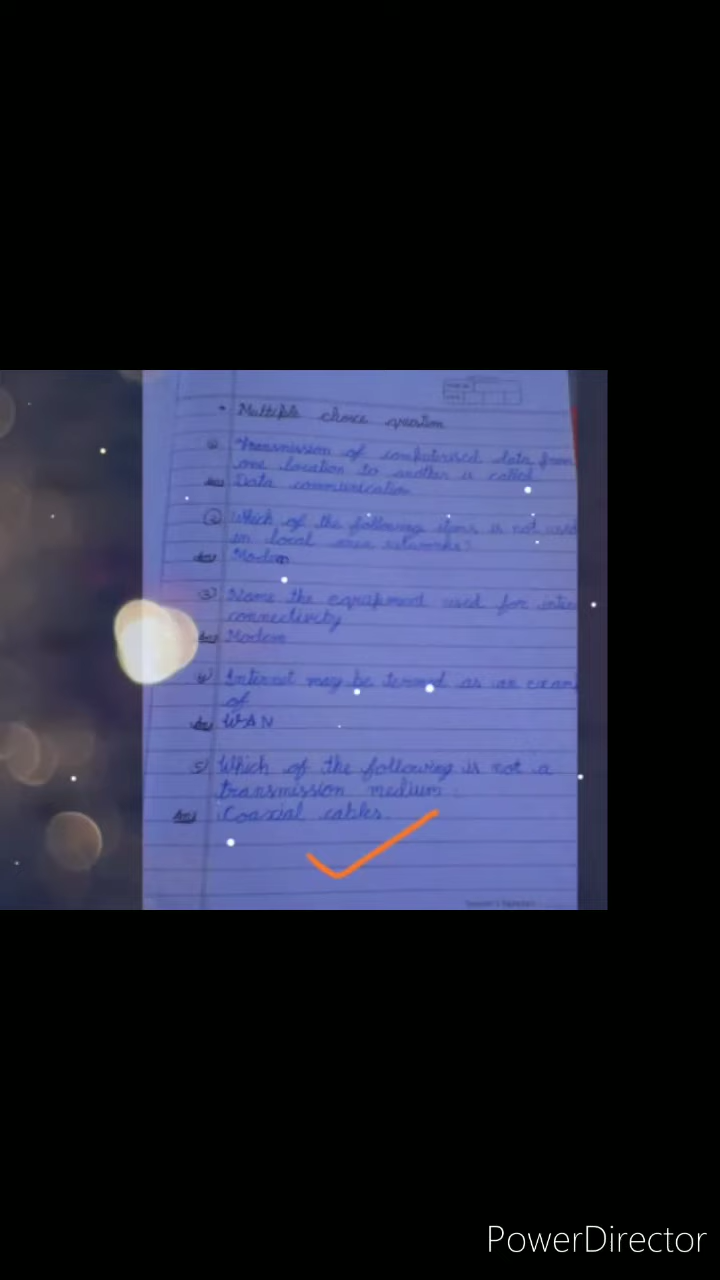 • Multiple choice question
1) Transmission of computerised data from
one location to another is called
Ans Data communication
2 Which of the following items is not used
in local area networks?
Ans Modem
3) Name the equipment used for inter
connectivity
Ans Modem
4) Internet may be termed as an exam
of
Ans WAN
5) Which of the following is not a
transmission medium.
Ans Coaxial cables.
PowerDirector